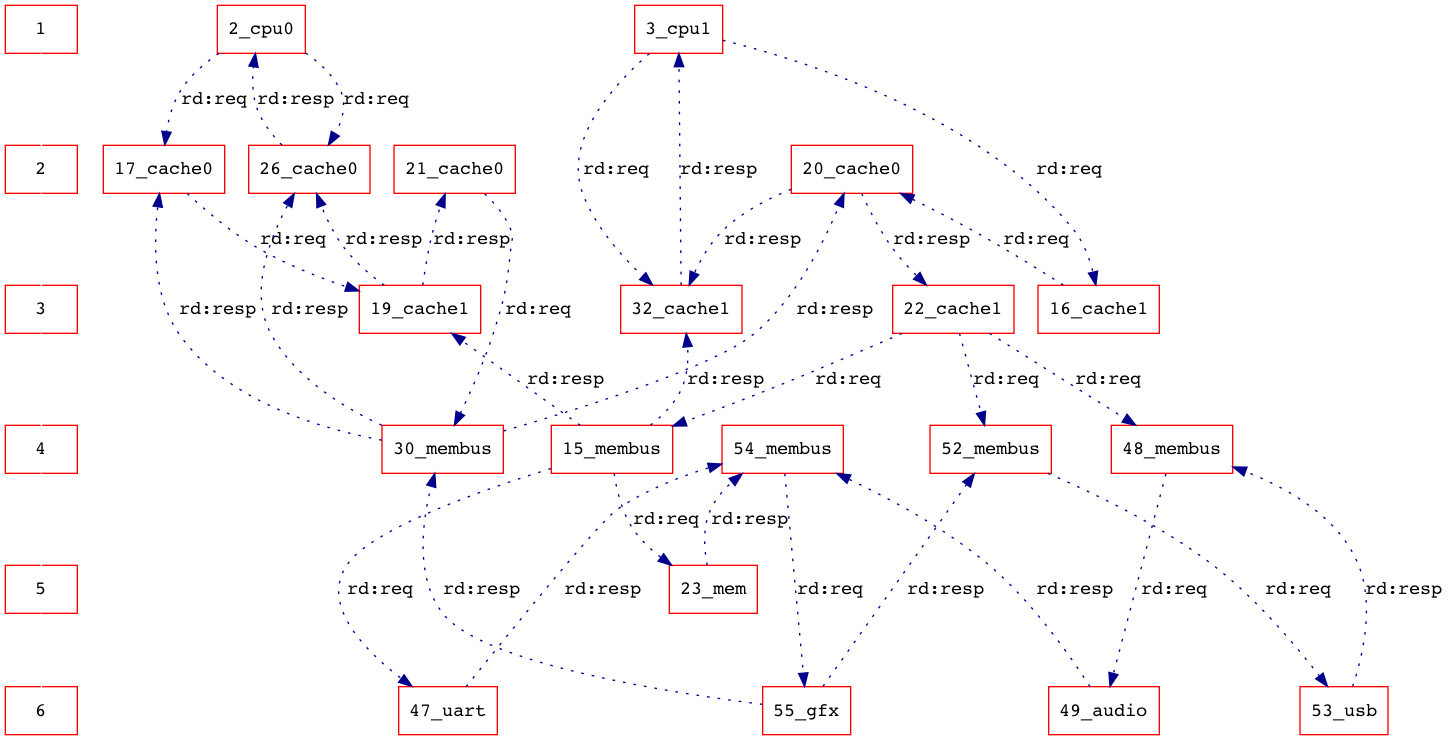 1 2_cpu0 3_cpu1
rd:req rd:resp rd:req
2 17_cache0 26_cache0 21_cache0 rd:req rd:resp 20_cache0 rd:req
rd:req rd:resp rd:resp rd:resp rd:resp rd:req
3 rd:resp rd:resp 19_cache1 rd:req 32_cache1 rd:resp 22_cache1 16_cache1
rd:resp rd:resp rd:req rd:req rd:req
4 30_membus 15_membus 54_membus 52_membus 48_membus
rd:req rd:resp
5 rd:req rd:resp rd:resp 23_mem rd:req rd:resp rd:resp rd:req rd:req rd:resp
6 47_uart 55_gfx 49_audio 53_usb